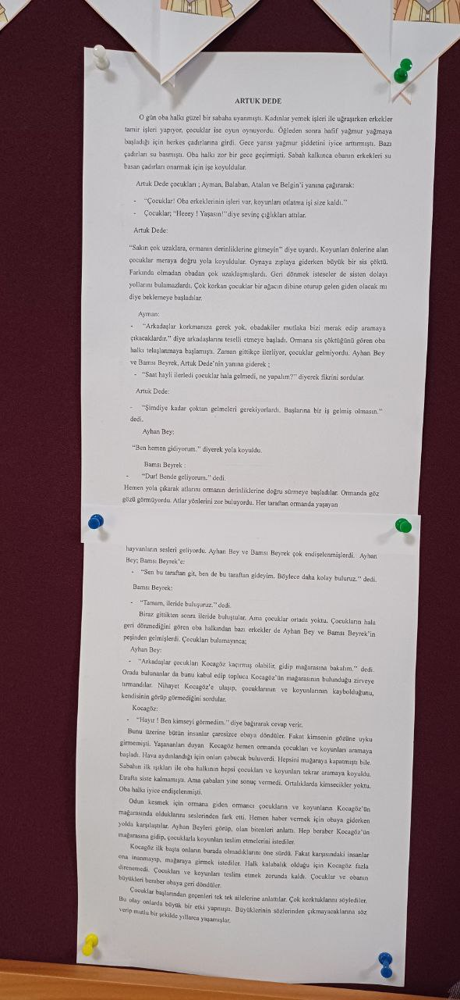 ARTUK DEDE
O gün oba halkı güzel bir sabaha uyanmıştı. Kadınlar yemek işleri ile uğraşırken erkekler
tamir işleri yapıyor, çocuklar ise oyun oynuyordu. Öğleden sonra hafif yağmur yağmaya
başladığı için herkes çadırlarına girdi. Gece yarısı yağmur şiddetini iyice arttırmıştı. Bazı
çadırları su basmıştı. Oba halkı zor bir gece geçirmişti. Sabah kalkınca obanın erkekleri su
basan çadırları onarmak için işe koyuldular.
Artuk Dede çocukları ; Ayman, Balaban, Atalan ve Belgin'i yanına çağırarak:
- “Çocuklar! Oba erkeklerinin işleri var, koyunları otlatma işi size kaldı.”
- Çocuklar; “Heeey ! Yaşasın!”diye sevinç çığlıkları attılar.
Artuk Dede:
“Sakın çok uzaklara, ormanın derinliklerine gitmeyin” diye uyardı. Koyunları önlerine alan
çocuklar meraya doğru yola koyuldular. Oynaya zıplaya giderken büyük bir sis çöktü.
Farkında olmadan obadan çok uzaklaşmışlardı. Geri dönmek isteseler de sisten dolayı
yollarını bulamazlardı. Çok korkan çocuklar bir ağacın dibine oturup gelen giden olacak mı
diye beklemeye başladılar.
Ayman:
- “Arkadaşlar korkmanıza gerek yok, obadakiler mutlaka bizi merak edip aramaya
çıkacaklardır.” diye arkadaşlarını teselli etmeye başladı. Ormana sis çöktüğünü gören oba
halkı telaşlanmaya başlamıştı. Zaman gittikçe ilerliyor, çocuklar gelmiyordu. Ayhan Bey
ve Bamsı Beyrek, Artuk Dede'nin yanına giderek ;
- “Saat hayli ilerledi çocuklar hala gelmedi, ne yapalım?” diyerek fikrini sordular.
Artuk Dede:
- “Şimdiye kadar çoktan gelmeleri gerekiyorlardı. Başlarına bir iş gelmiş olmasın.”
dedi.
Ayhan Bey:
“Ben hemen gidiyorum.” diyerek yola koyuldu.
Bamsı Beyrek :
- “Dur! Bende geliyorum.” dedi.
Hemen yola çıkarak atlarını ormanın derinliklerine doğru sürmeye başladılar. Ormanda göz
gözü görmüyordu. Atlar yönlerini zor buluyordu. Her taraftan ormanda yaşayan
hayvanların sesleri geliyordu. Ayhan Bey ve Bamsı Beyrek çok endişelenmişlerdi. Ayhan
Bey; Bamsı Beyrek'e:
- “Sen bu taraftan git, ben de bu taraftan gideyim. Böylece daha kolay buluruz.” dedi.
Bamsı Beyrek:
- “Tamam, ileride buluşuruz.” dedi.
Biraz gittikten sonra ileride buluştular. Ama çocuklar ortada yoktu. Çocukların hala
geri dönmediğini gören oba halkından bazı erkekler de Ayhan Bey ve Bamsı Beyrek'in
peşinden gelmişlerdi. Çocukları bulamayınca;
Ayhan Bey:
- “Arkadaşlar çocukları Kocagöz kaçırmış olabilir, gidip mağarasına bakalım.” dedi.
Orada bulunanlar da bunu kabul edip topluca Kocagöz'ün mağarasının bulunduğu zirveye
tırmandılar. Nihayet Kocagöz'e ulaşıp, çocuklarının ve koyunlarının kaybolduğunu,
kendisinin görüp görmediğini sordular.
Kocagöz:
- “Hayır ! Ben kimseyi görmedim.” diye bağırarak cevap verir.
Bunu üzerine bütün insanlar çaresizce obaya döndüler. Fakat kimsenin gözüne uyku
girmemişti. Yaşananları duyan Kocagöz hemen ormanda çocukları ve koyunları aramaya
başladı. Hava aydınlandığı için onları çabucak buluverdi. Hepsini mağaraya kapatmıştı bile.
Sabahın ilk ışıkları ile oba halkının hepsi çocukları ve koyunları tekrar aramaya koyuldu.
Etrafta siste kalmamıştı. Ama çabaları yine sonuç vermedi. Ortalıklarda kimsecikler yoktu.
Oba halkı iyice endişelenmişti.
Odun kesmek için ormana giden ormancı çocukların ve koyunların Kocagöz'ün
mağarasında olduklarını seslerinden fark etti. Hemen haber vermek için obaya giderken
yolda karşılaştılar. Ayhan Beyleri görüp, olan bitenleri anlattı. Hep beraber Kocagöz'ün
mağarasına gidip, çocuklarla koyunları teslim etmelerini istediler.
Kocagöz ilk başta onların burada olmadıklarını öne sürdü. Fakat karşısındaki insanlar
ona inanmayıp, mağaraya girmek istediler. Halk kalabalık olduğu için Kocagöz fazla
direnemedi. Çocukları ve koyunları teslim etmek zorunda kaldı. Çocuklar ve obanın
büyükleri beraber obaya geri döndüler.
Çocuklar başlarından geçenleri tek tek ailelerine anlattılar. Çok korktuklarını söylediler.
Bu olay onlarda büyük bir etki yapmıştı. Büyüklerinin sözlerinden çıkmayacaklarına söz
verip mutlu bir şekilde yıllarca yaşamışlar.